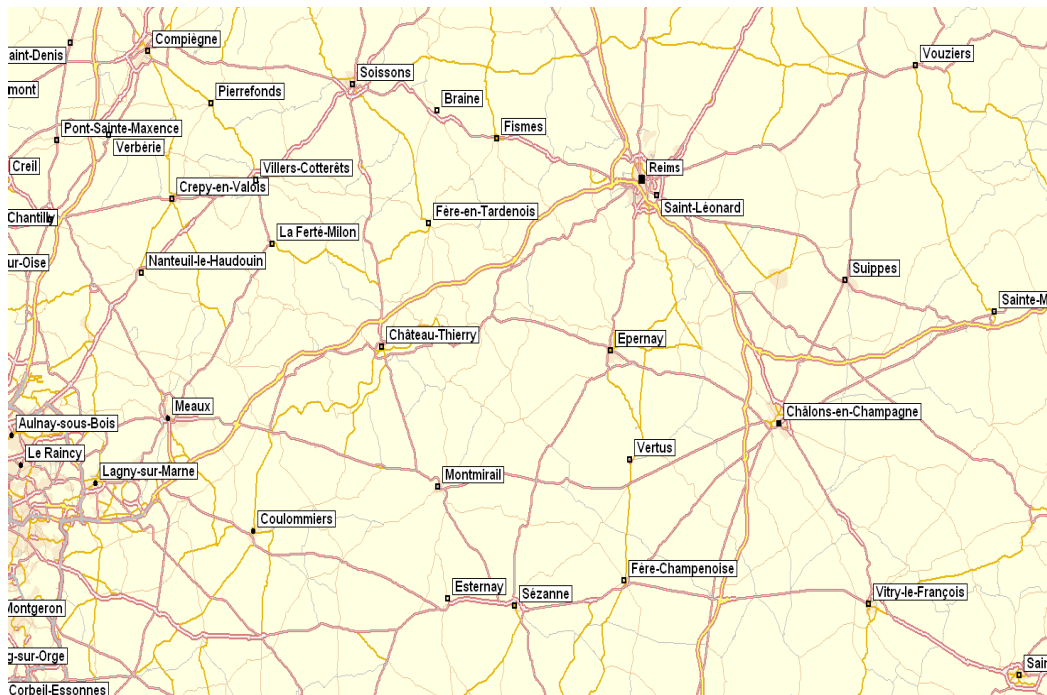 Compiègne
Vouziers
aint-Denis
Soissons
mont
Pierrefonds
Braine
Pont-Sainte-Maxence
Fismes
Verbérie
Creil
Villers-Cotterêts
Reims
Crepy-en-Valois
Saint-Léonard
Chantilly
Fère-en-Tardenois
La Ferté-Milon
ur-Oise
Nanteuil-le-Haudouin
Suippes
Sainte-M
Château-Thierry
Epernay
Meaux
Châlons-en-Champagne
Aulnay-sous-Bois
Le Raincy
Vertus
Lagny-sur-Marne
Montmirail
Coulommiers
Fère-Champenoise
Esternay
Sézanne
Vitry-le-François
Montgeron
g-sur-Orge
Sain
Corbeil-Essonnes